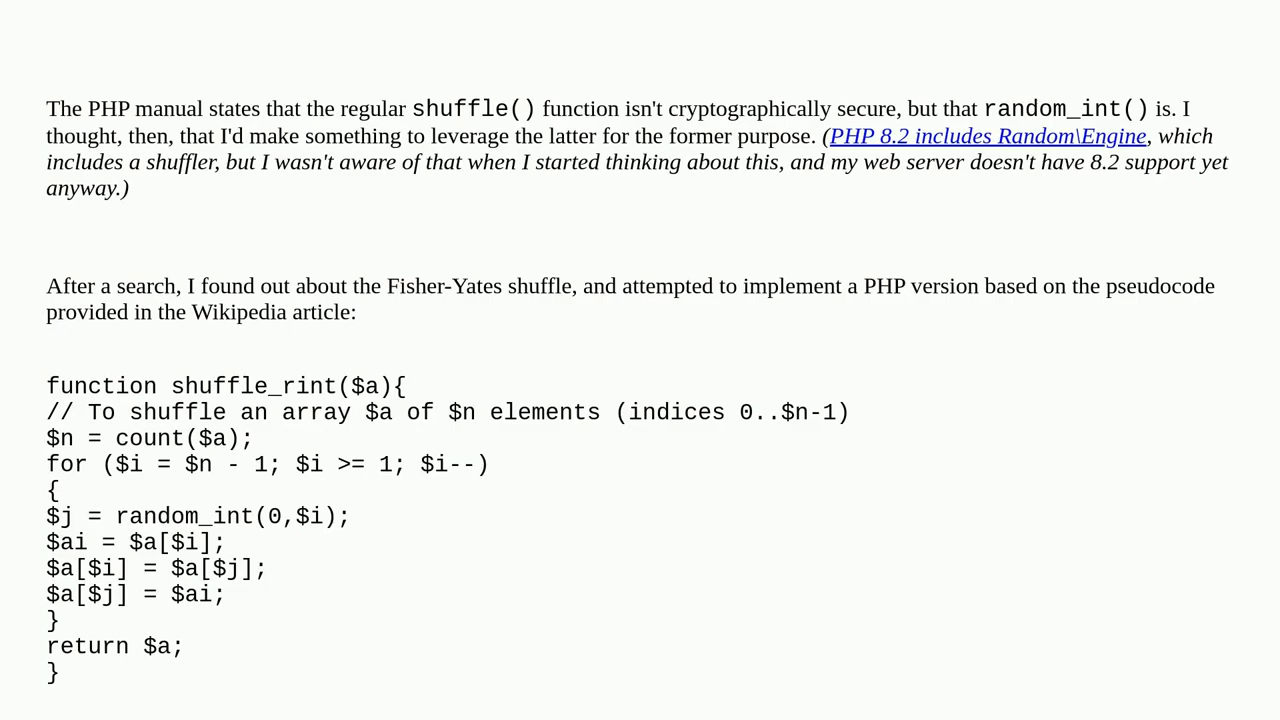 The PHP manual states that the regular shuffle() function isn't cryptographically secure, but that random_int() is. I
thought, then, that I'd make something to leverage the latter for the former purpose. (PHP 8.2 includes Random\Engine, which
includes a shuffler, but I wasn't aware of that when I started thinking about this, and my web server doesn't have 8.2 support yet
anyway.)
After a search, I found out about the Fisher-Yates shuffle, and attempted to implement a PHP version based on the pseudocode
provided in the Wikipedia article:
function shuffle_rint($a){
// To shuffle an array $a of $n elements (indices 0..$n-1)
$n = count($a);
for ($i = $n - 1; $i >= 1; $i--)
{
$j = random_int(0,$i);
$ai = $a[$i];
$a[$i] = $a[$j];
$a[$j] = $ai;
}
return $a;
}